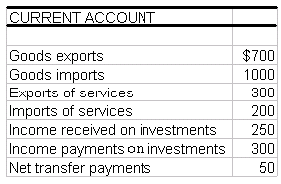 CURRENT ACCOUNT
Goods exports $700
Goods imports 1000
Exports of services 300
Imports of services 200
Income received on investments 250
Income payments on investments 300
Net transfer payments 50